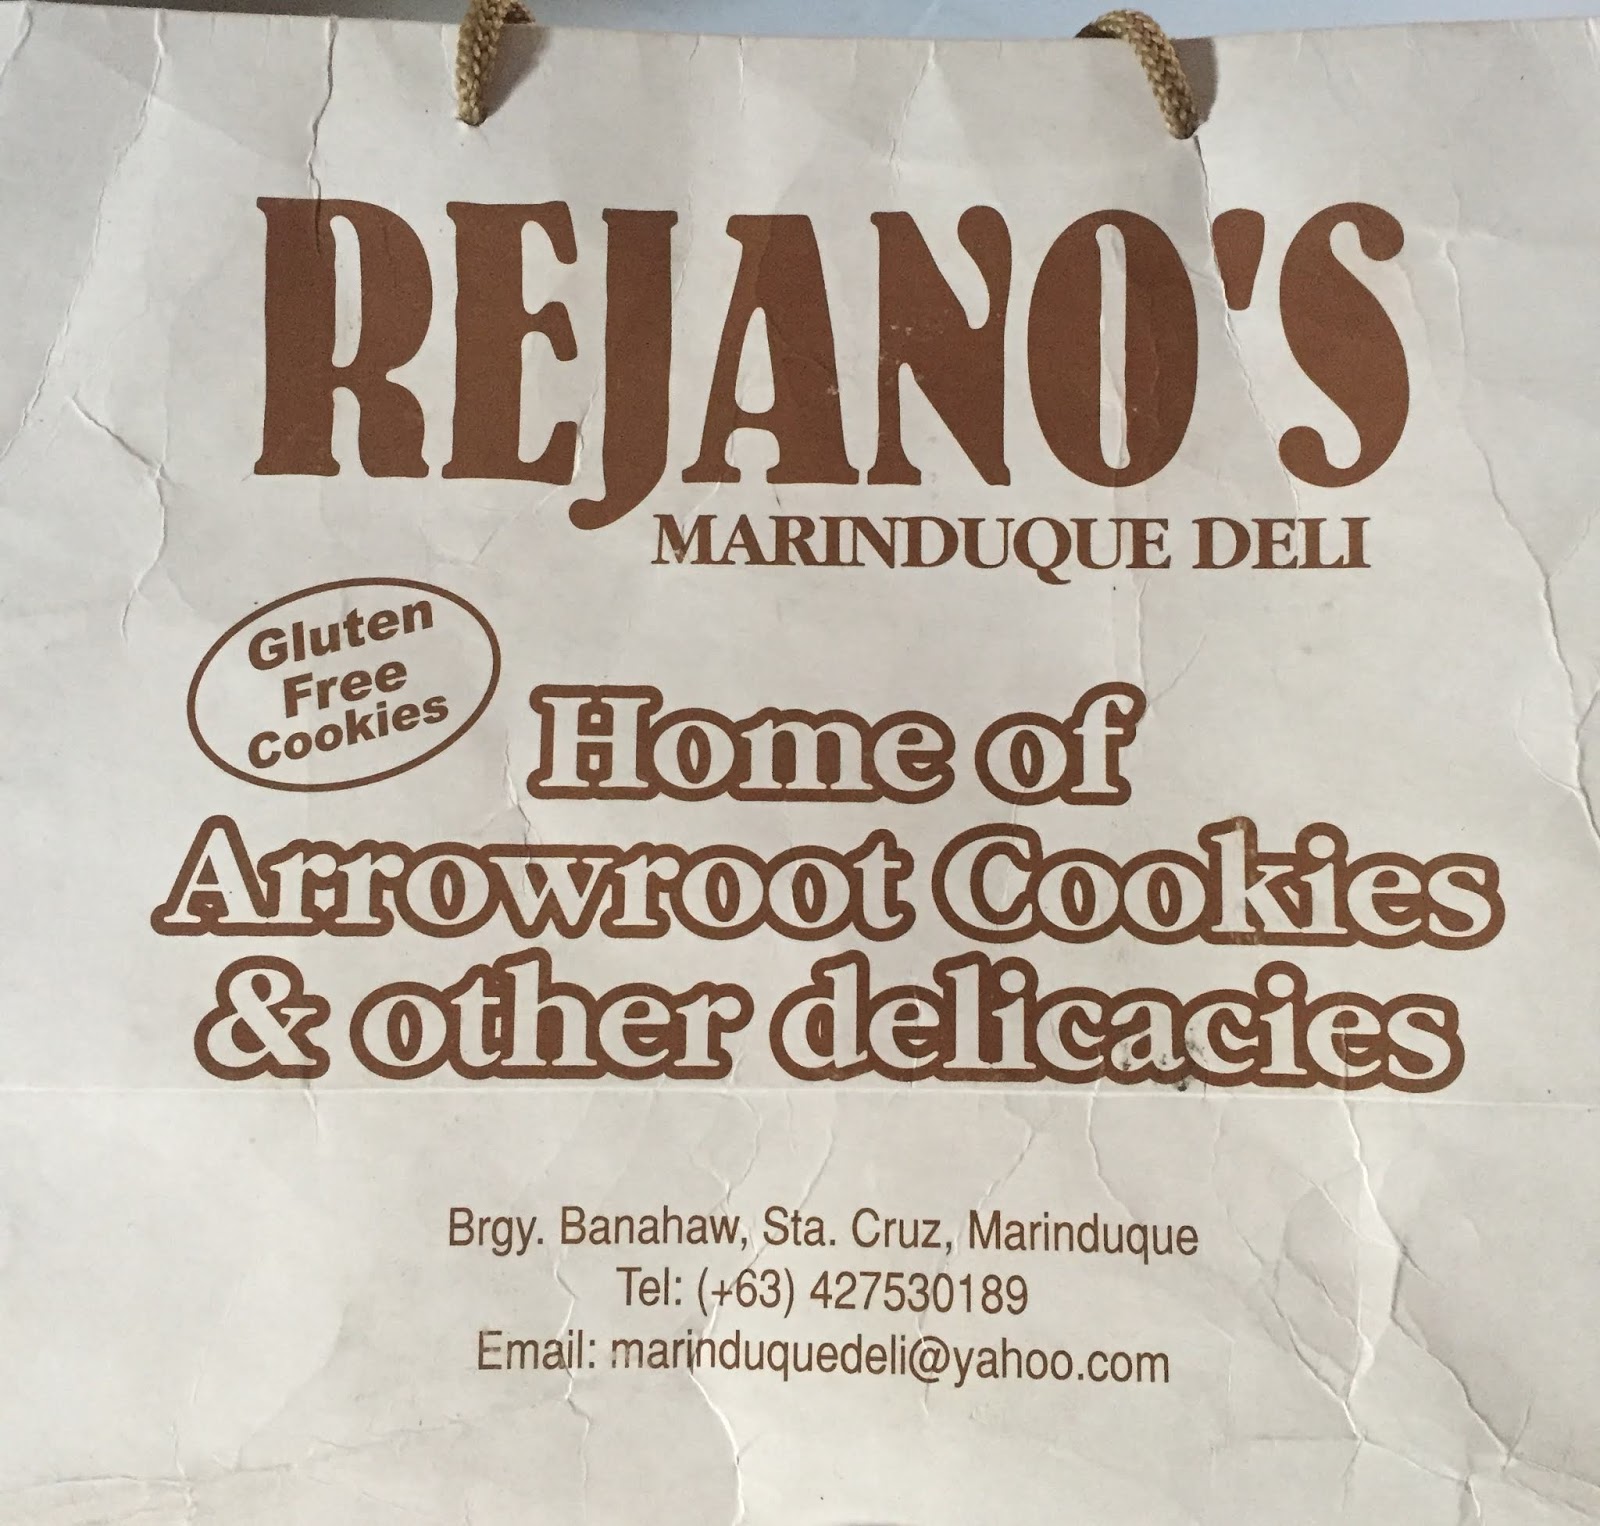 REJANO'S
MARINDUQUE DELI
Gluten
Free
Cookies
Home of
Arrowroot Cookies
& other delicacies
Brgy. Banahaw, Sta. Cruz, Marinduque
Tel: (+63) 427530189
Email: marinduquedeli@yahoo.com